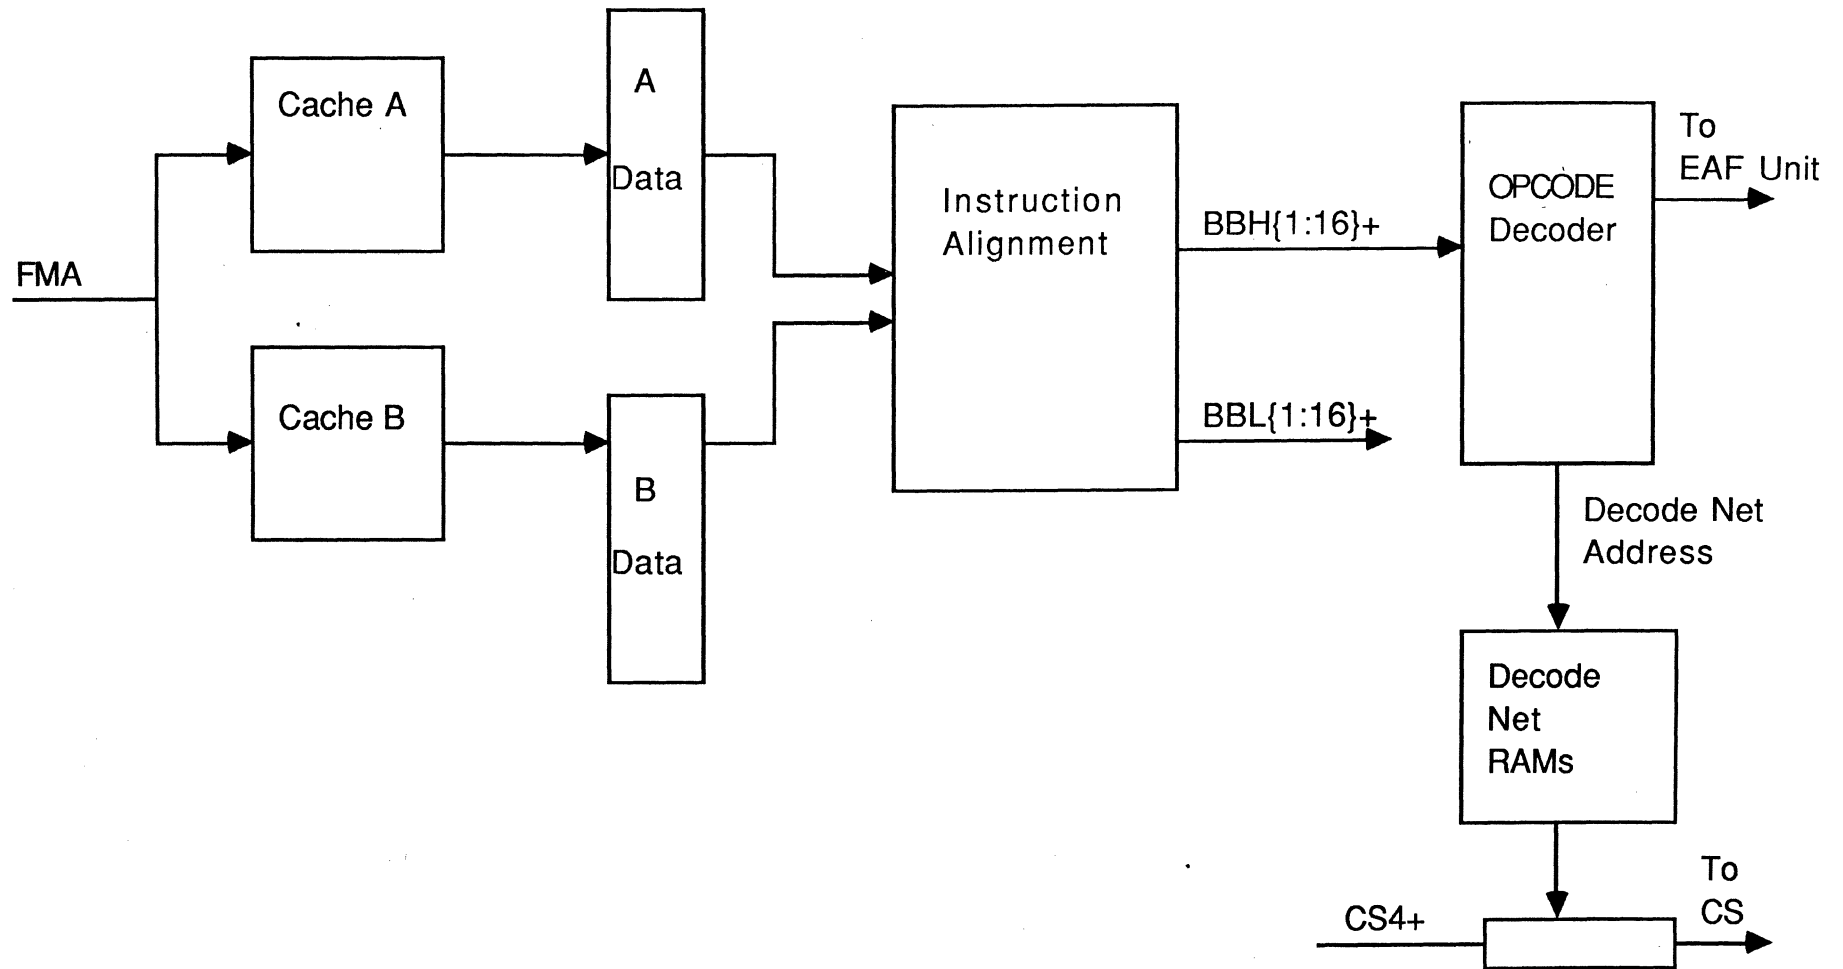 FMA
Cache A
Cache B
A
Data
B
Data
Instruction
Alignment
BBH{1:16}+
BBL{1:16}+
OPCODE
Decoder
To
EAF Unit
Decode Net
Address
Decode
Net
RAMs
CS4+
To
CS